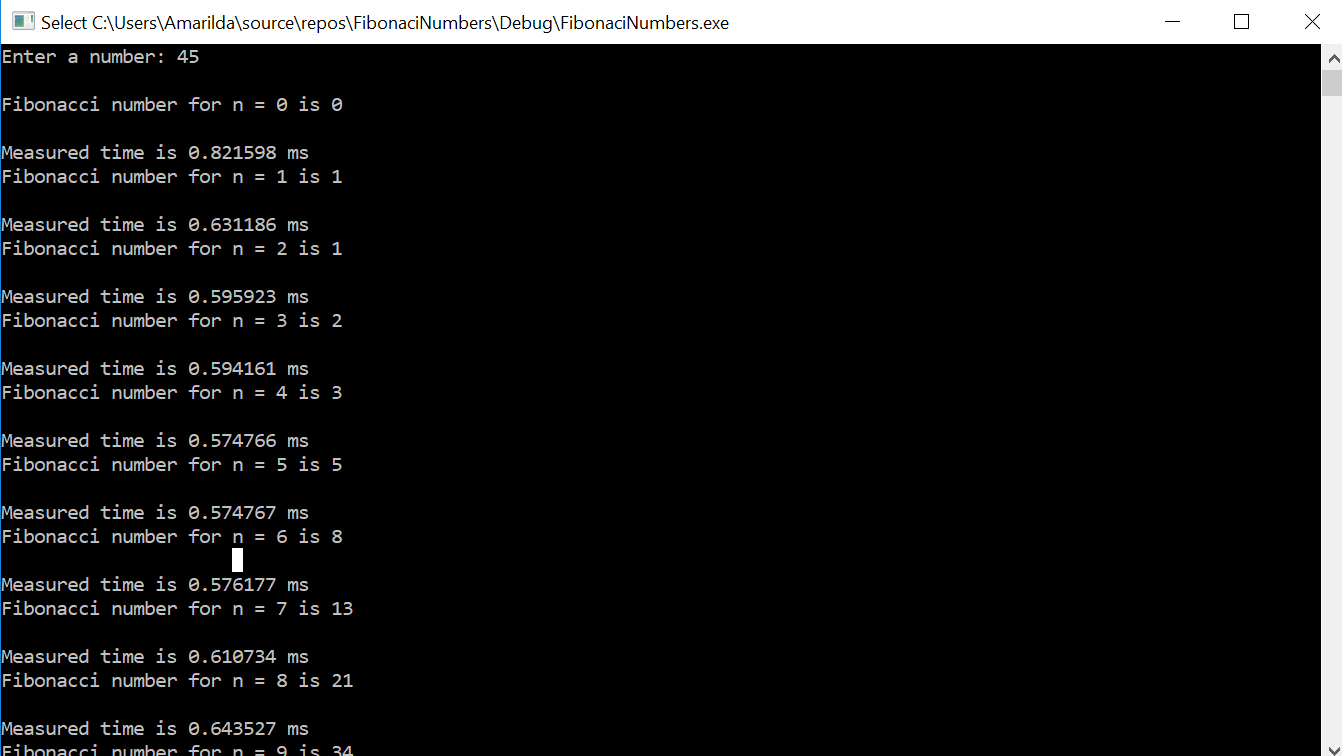 Select C:\Users\Amarilda\source\repos\FibonaciNumbers\Debug\FibonaciNumbers.exe
Enter a number: 45
Fibonacci number for n = 0 is 0
Measured time is 0.821598 ms
Fibonacci number for n = 1 is 1
Measured time is 0.631186 ms
Fibonacci number for n = 2 is 1
Measured time is 0.595923 ms
Fibonacci number for n = 3 is 2
Measured time is 0.594161 ms
Fibonacci number for n = 4 is 3
Measured time is 0.574766 ms
Fibonacci number for n = 5 is 5
Measured time is 0.574767 ms
Fibonacci number for n = 6 is 8
Measured time is 0.576177 ms
Fibonacci number for n = 7 is 13
Measured time is 0.610734 ms
Fibonacci number for n = 8 is 21
Measured time is 0.643527 ms
Fibonacci number for n = 9 is 34